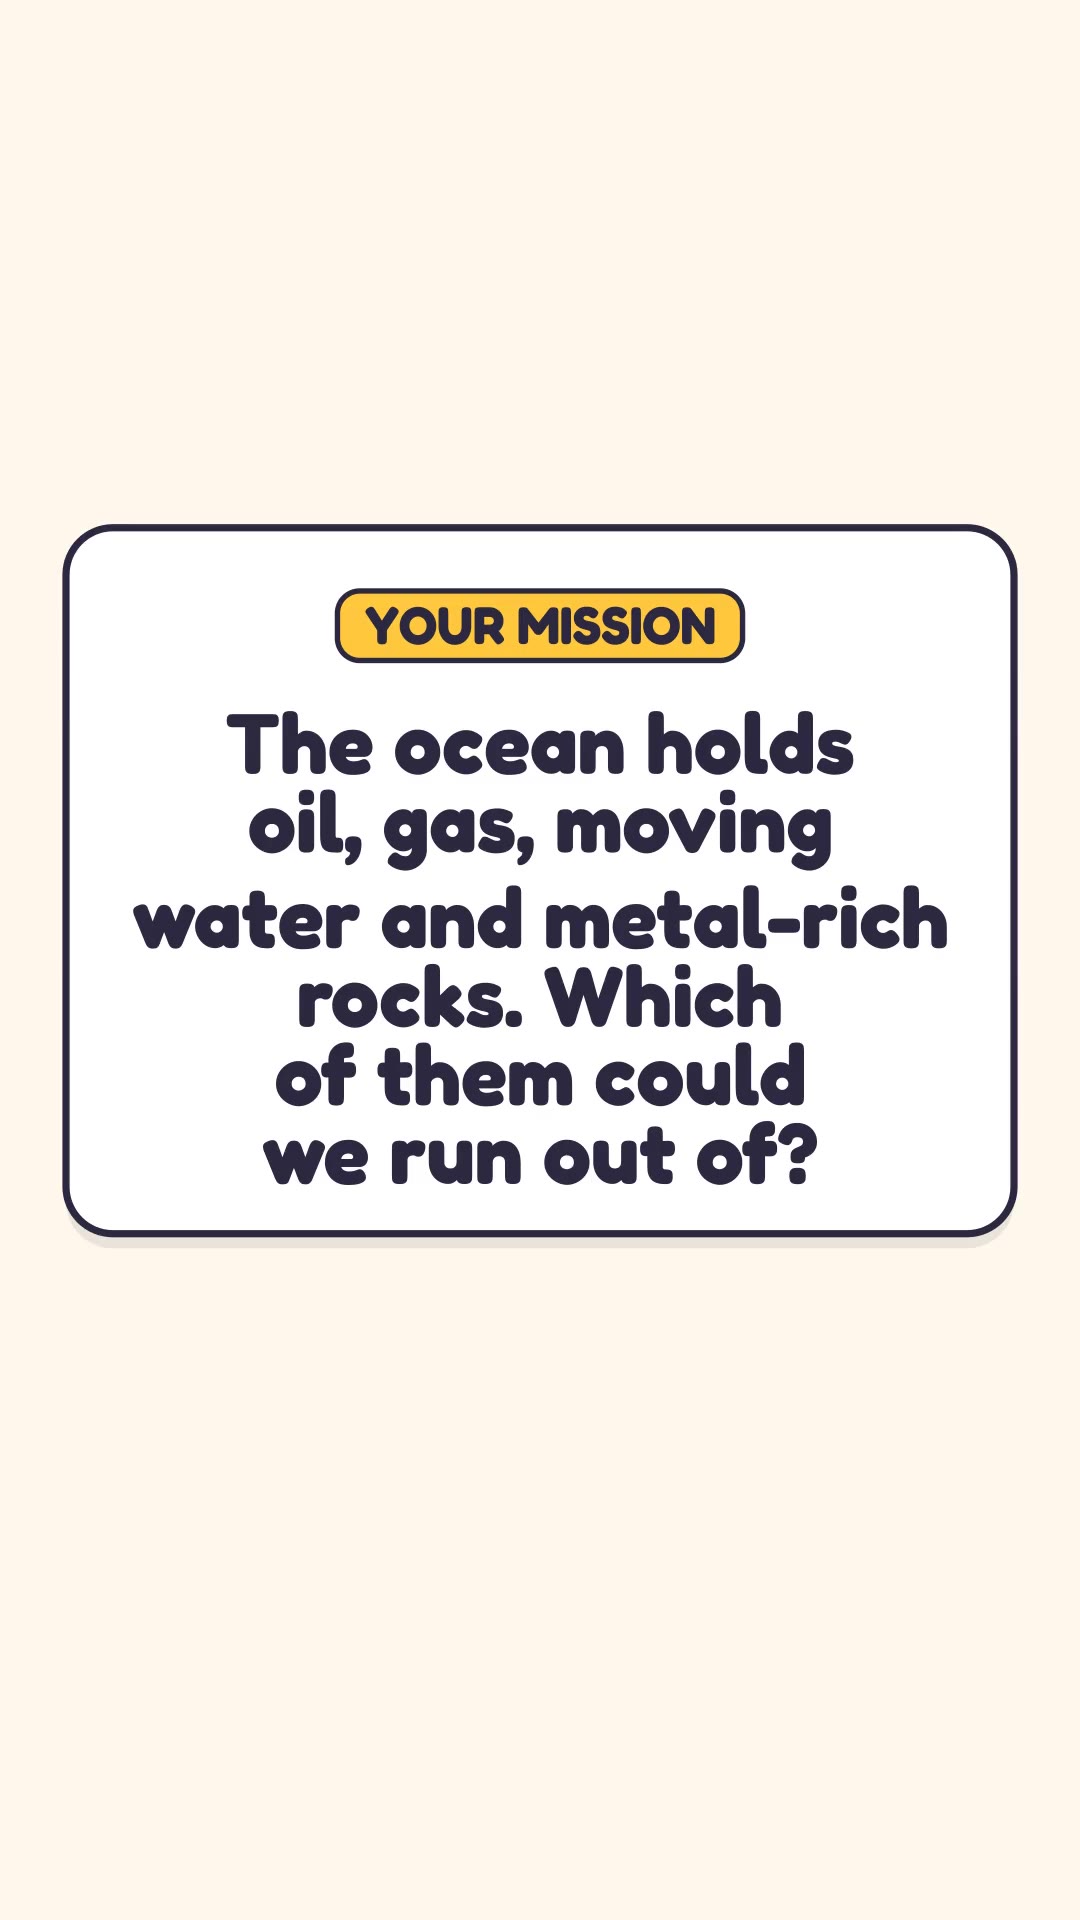 YOUR MISSION
The ocean holds
oil, gas, moving
water and metal-rich
rocks. Which
of them could
we run out of?